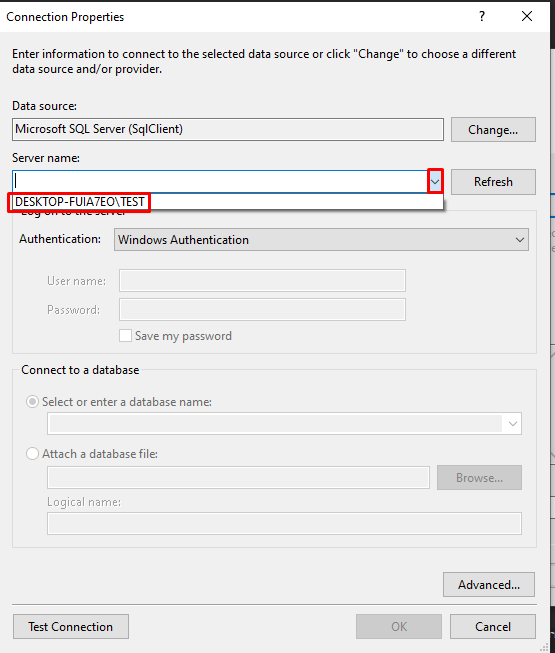 Connection Properties
?
Enter information to connect to the selected data source or click "Change" to choose a different
data source and/or provider.
Data source:
Microsoft SQL Server (SqlClient)
Change...
Server name:
Refresh
DESKTOP-FUIA7EO\TEST
Log on to the server
Authentication:
Windows Authentication
User name:
Password:
Save my password
Connect to a database
Select or enter a database name:
Attach a database file:
Browse...
Logical name:
Advanced...
Test Connection
OK
Cancel